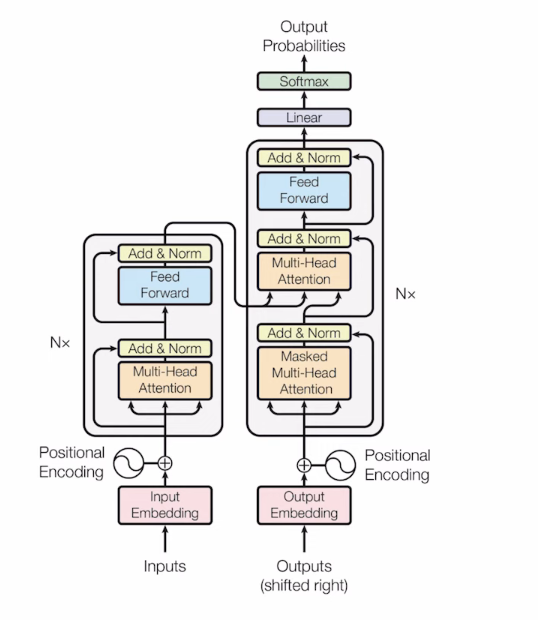 Output
Probabilities
Softmax
Linear
Add & Norm
Feed
Forward
Add & Norm
Multi-Head
Attention
Add & Norm
Masked
Multi-Head
Attention
Nx
Add & Norm
Feed
Forward
Add & Norm
Multi-Head
Attention
Nx
Positional
Encoding
Input
Embedding
Inputs
Positional
Encoding
Output
Embedding
Outputs
(shifted right)